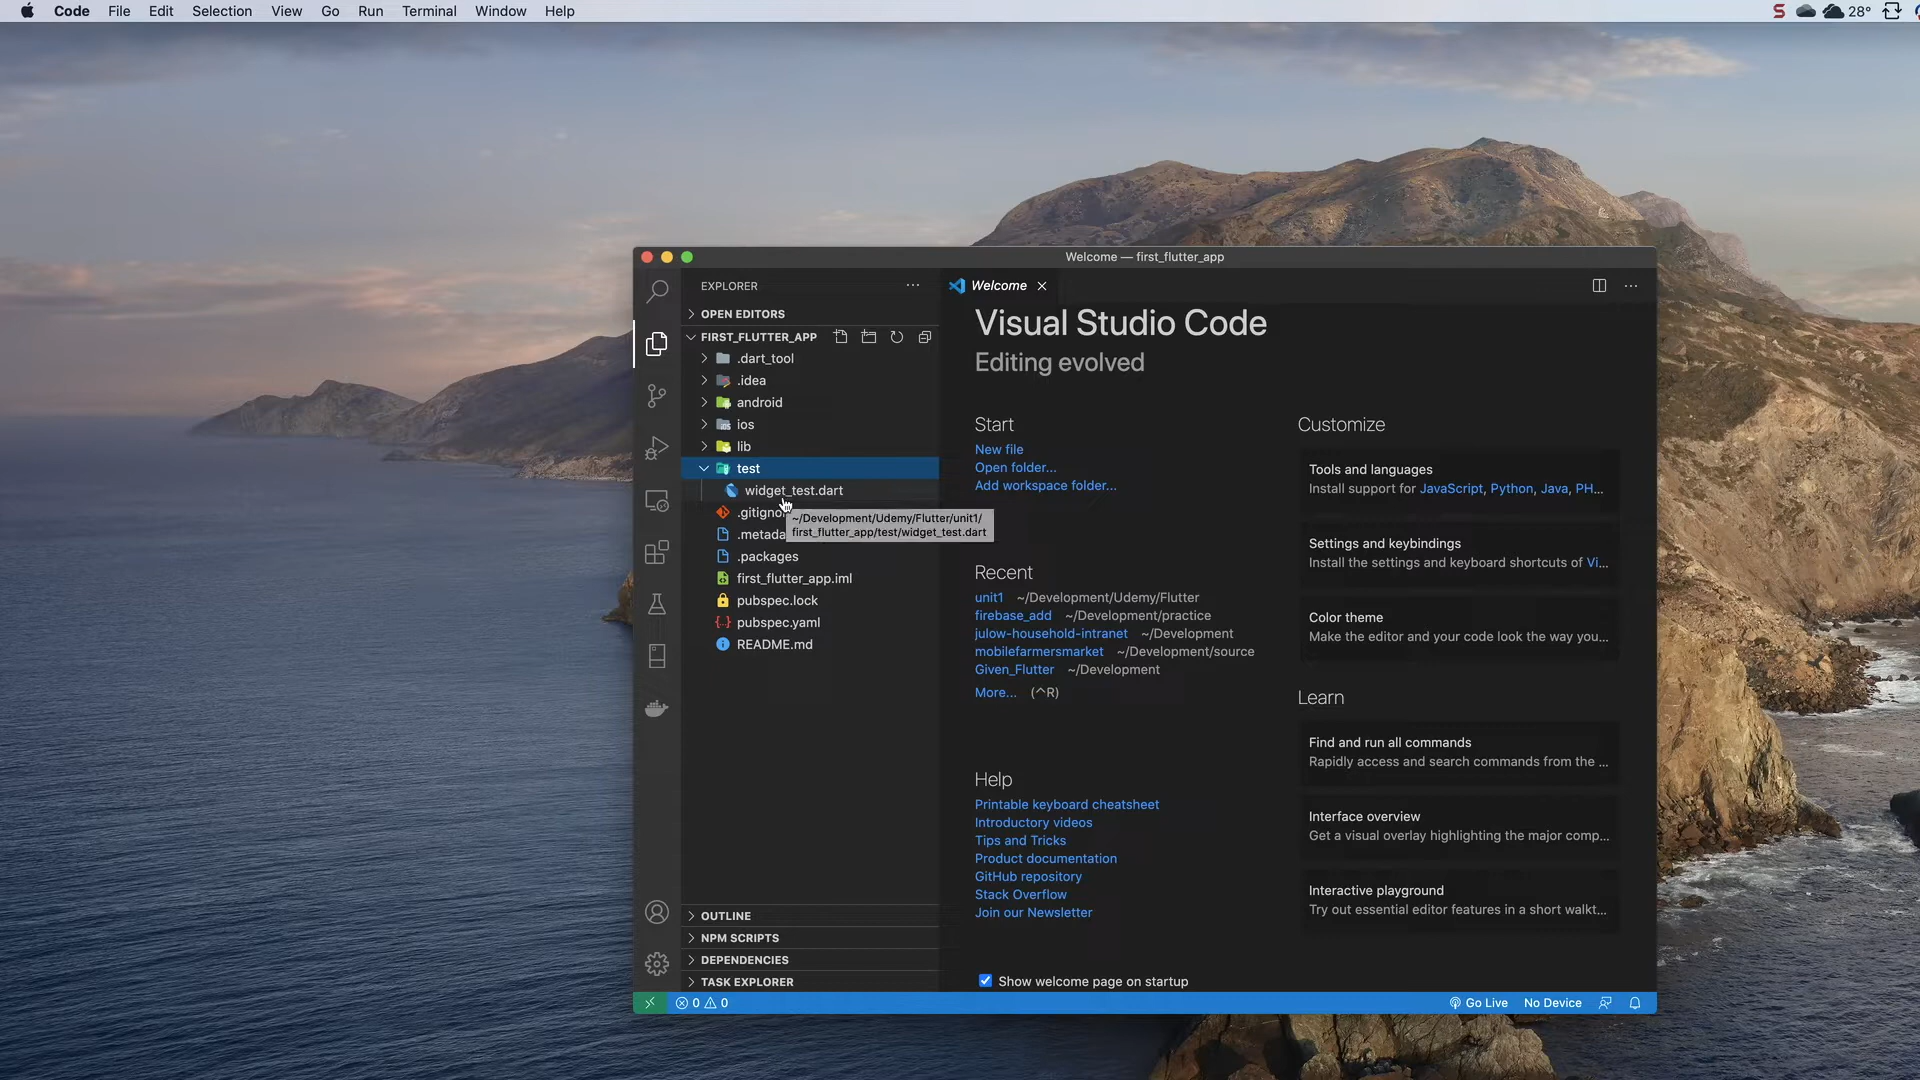 Code File Edit Selection View Go Run Terminal Window Help
28°
Welcome — first_flutter_app
EXPLORER
OPEN EDITORS
FIRST_FLUTTER_APP
.dart_tool
.idea
android
ios
lib
test
widget_test.dart
.gitigno
~/Development/Udemy/Flutter/unit1/
first_flutter_app/test/widget_test.dart
.metada
.packages
first_flutter_app.iml
pubspec.lock
pubspec.yaml
README.md
OUTLINE
NPM SCRIPTS
DEPENDENCIES
TASK EXPLORER
Welcome
Visual Studio Code
Editing evolved
Start
New file
Open folder...
Add workspace folder...
Recent
unit1 ~/Development/Udemy/Flutter
firebase_add ~/Development/practice
julow-household-intranet ~/Development
mobilefarmersmarket ~/Development/source
Given_Flutter ~/Development
More... (^R)
Help
Printable keyboard cheatsheet
Introductory videos
Tips and Tricks
Product documentation
GitHub repository
Stack Overflow
Join our Newsletter
Customize
Tools and languages
Install support for JavaScript, Python, Java, PH...
Settings and keybindings
Install the settings and keyboard shortcuts of Vi...
Color theme
Make the editor and your code look the way you...
Learn
Find and run all commands
Rapidly access and search commands from the ...
Interface overview
Get a visual overlay highlighting the major comp...
Interactive playground
Try out essential editor features in a short walkt...
Show welcome page on startup
0 0
Go Live No Device